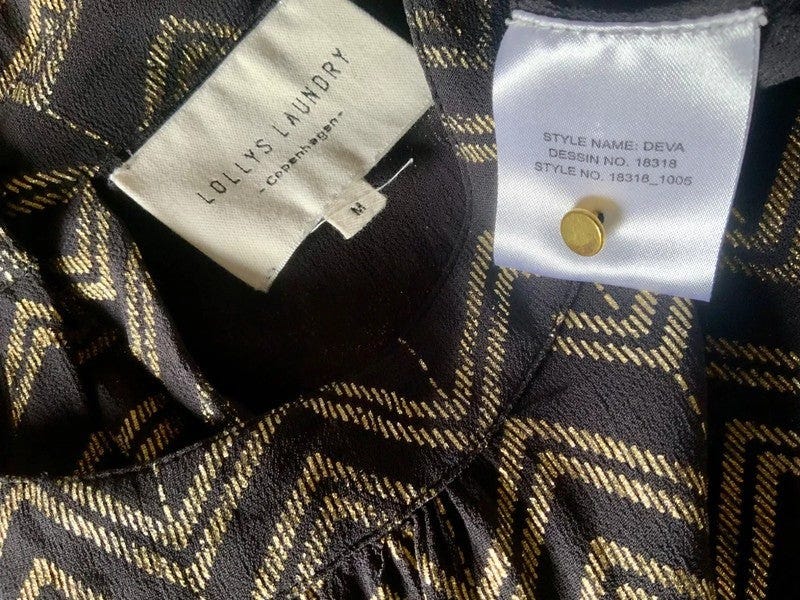 LOLLYS LAUNDRY
- Copenhagen -
M
STYLE NAME: DEVA
DESSIN NO. 18318
STYLE NO. 18318_1005